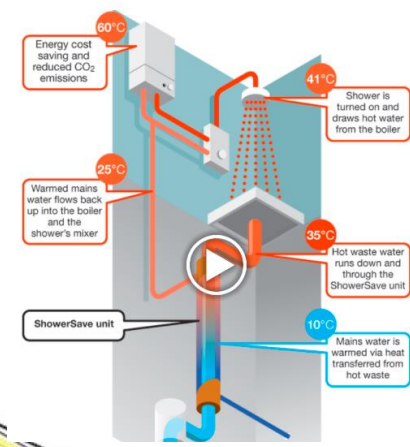 60°C
Energy cost
saving and
reduced CO₂
emissions
41°C
Shower is
turned on and
draws hot water
from the boiler
25°C
Warmed mains
water flows back
up into the boiler
and the
shower's mixer
35°C
Hot waste water
runs down and
through the
ShowerSave unit
ShowerSave unit
10°C
Mains water is
warmed via heat
transferred from
hot waste